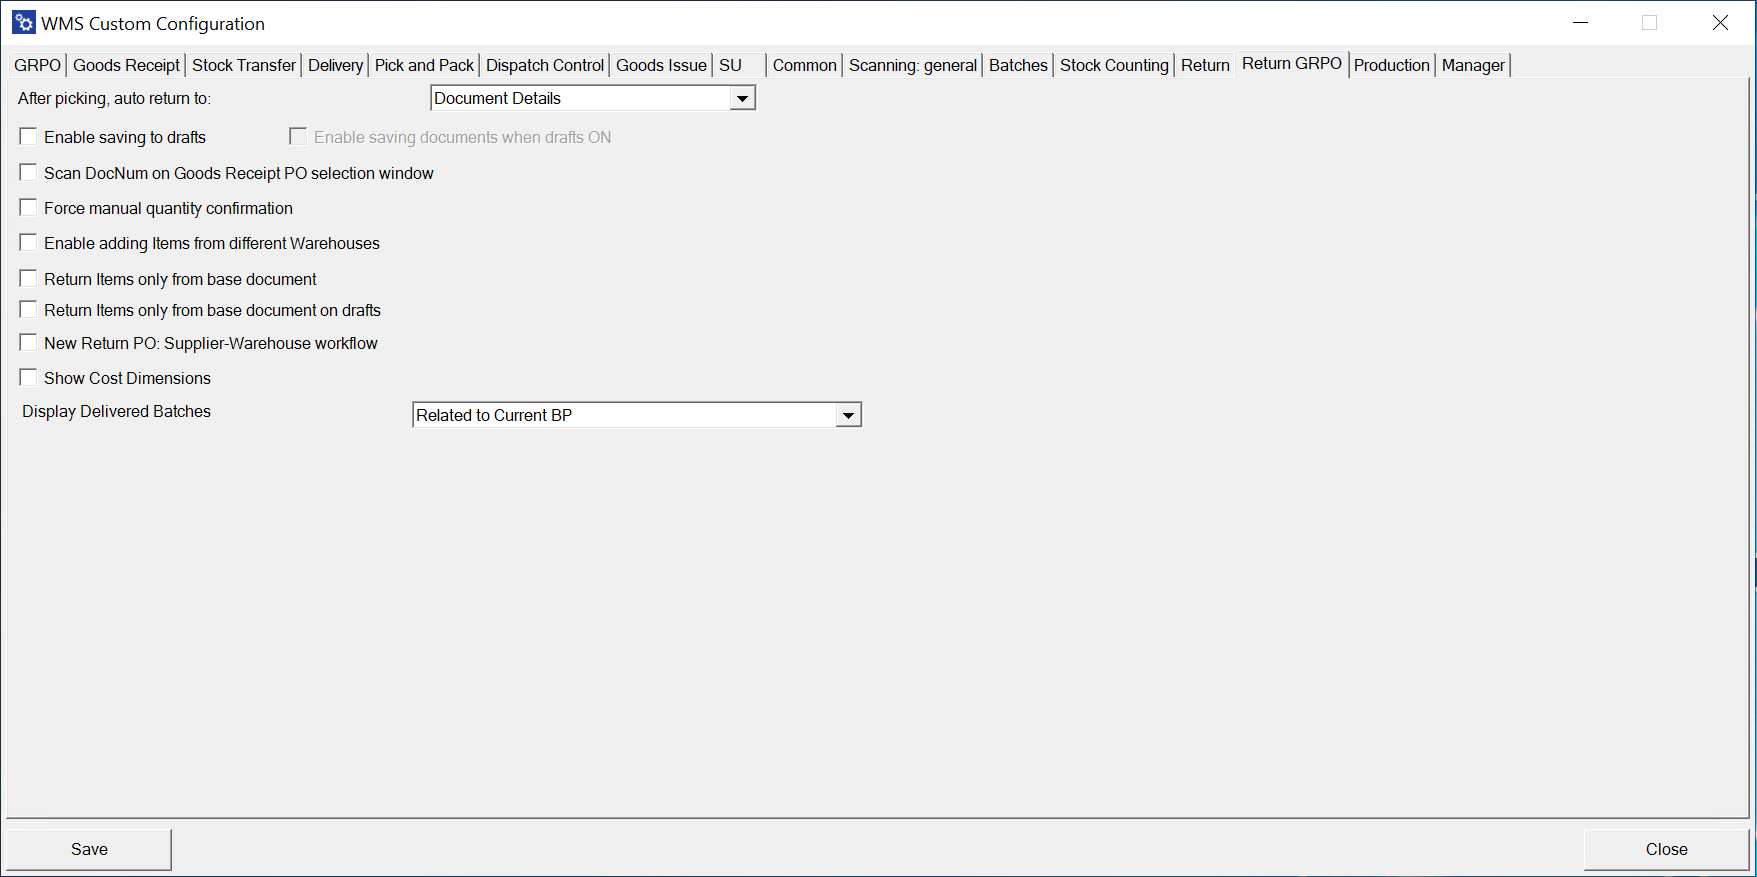 WMS Custom Configuration
GRPO Goods Receipt Stock Transfer Delivery Pick and Pack Dispatch Control Goods Issue SU Common Scanning: general Batches Stock Counting Return Return GRPO Production Manager
After picking, auto return to: Document Details
Enable saving to drafts Enable saving documents when drafts ON
Scan DocNum on Goods Receipt PO selection window
Force manual quantity confirmation
Enable adding Items from different Warehouses
Return Items only from base document
Return Items only from base document on drafts
New Return PO: Supplier-Warehouse workflow
Show Cost Dimensions
Display Delivered Batches Related to Current BP
Save Close